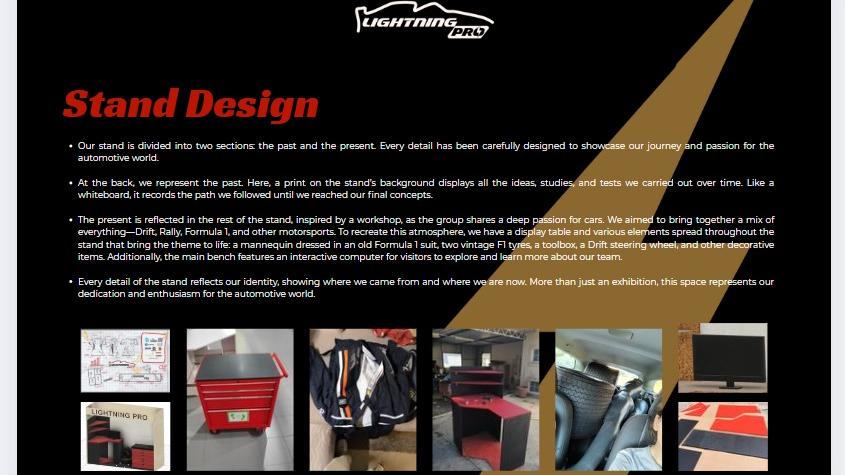 LIGHTNING
PRO
Stand Design
• Our stand is divided into two sections: the past and the present. Every detail has been carefully designed to showcase our journey and passion for the
automotive world.
• At the back, we represent the past. Here, a print on the stand's background displays all the ideas, studies, and tests we carried out over time. Like a
whiteboard, it records the path we followed until we reached our final concepts.
• The present is reflected in the rest of the stand, inspired by a workshop, as the group shares a deep passion for cars. We aimed to bring together a mix of
everything—Drift, Rally, Formula 1, and other motorsports. To recreate this atmosphere, we have a display table and various elements spread throughout the
stand that bring the theme to life: a mannequin dressed in an old Formula 1 suit, two vintage F1 tyres, a toolbox, a Drift steering wheel, and other decorative
items. Additionally, the main bench features an interactive computer for visitors to explore and learn more about our team.
• Every detail of the stand reflects our identity, showing where we came from and where we are now. More than just an exhibition, this space represents our
dedication and enthusiasm for the automotive world.
LIGHTNING PRO